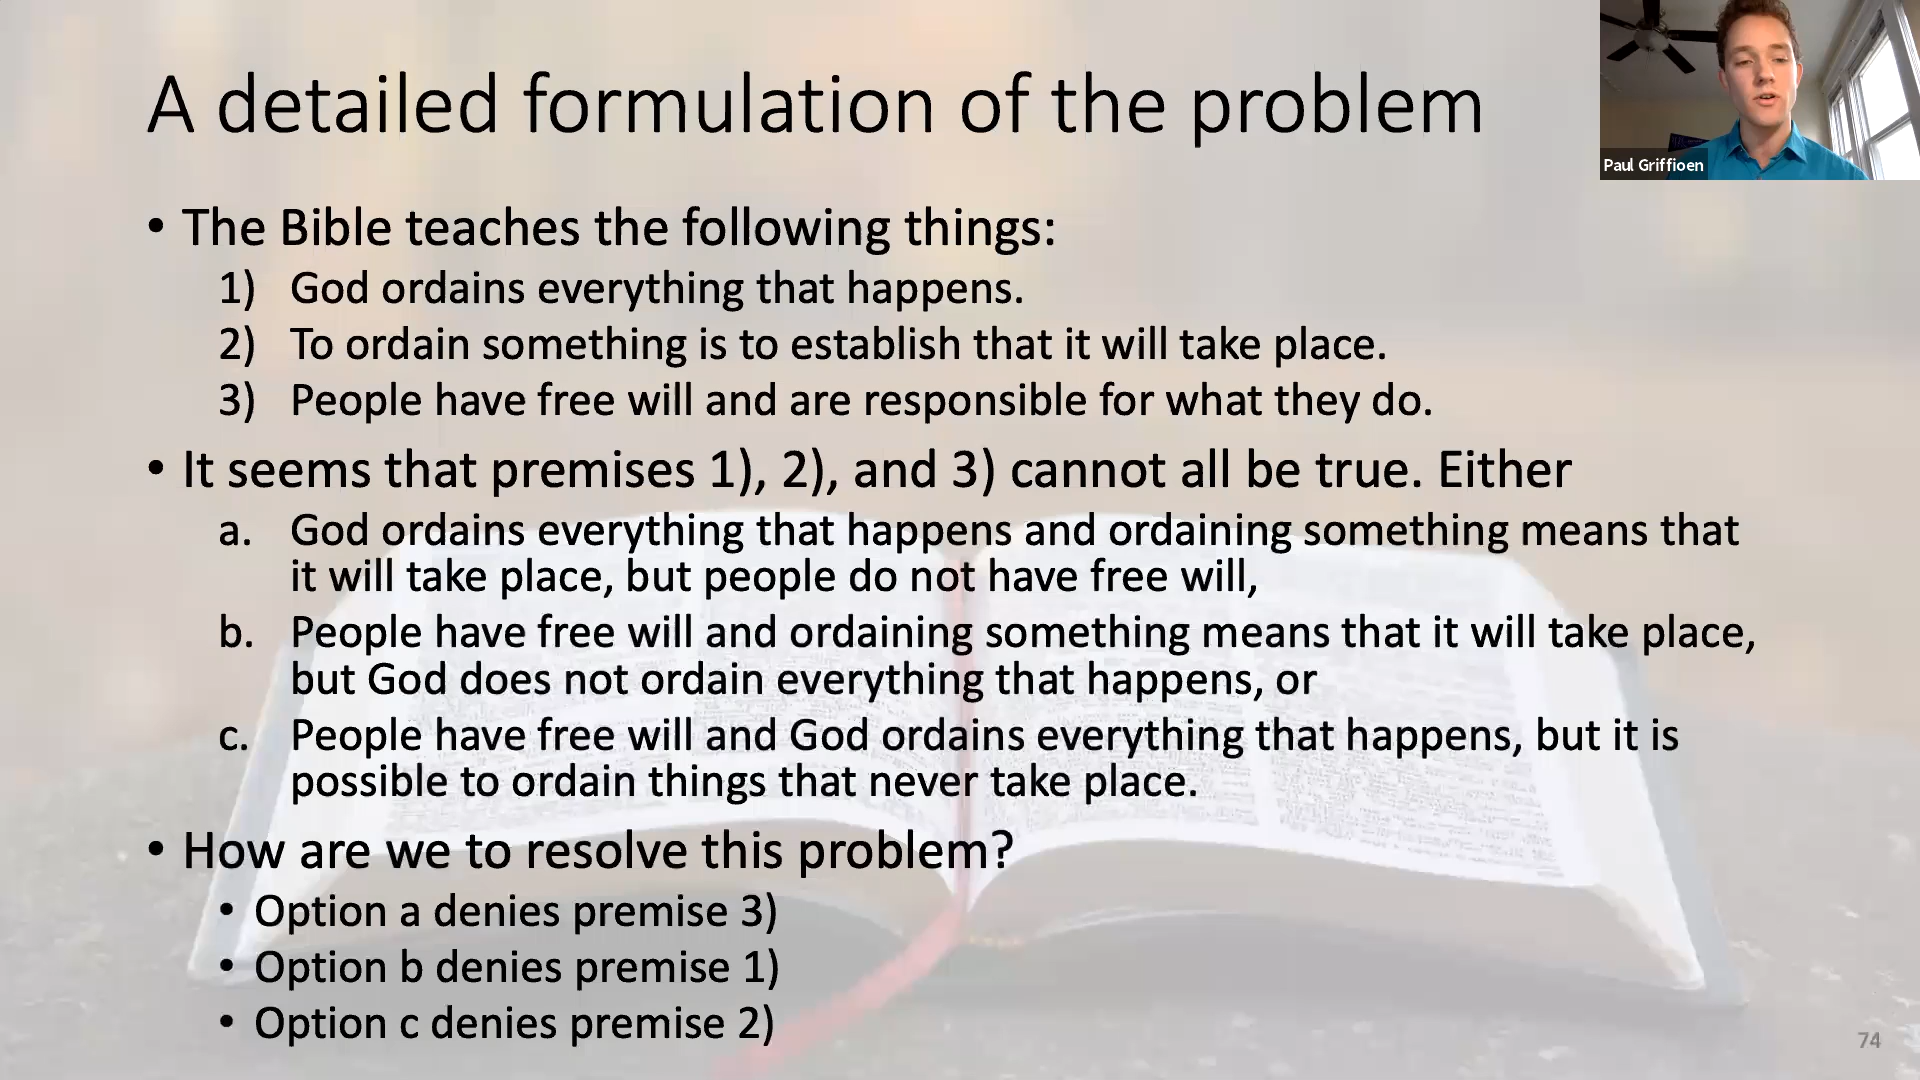 A detailed formulation of the problem
Paul Griffioen
• The Bible teaches the following things:
1) God ordains everything that happens.
2) To ordain something is to establish that it will take place.
3) People have free will and are responsible for what they do.
• It seems that premises 1), 2), and 3) cannot all be true. Either
a. God ordains everything that happens and ordaining something means that
it will take place, but people do not have free will,
b. People have free will and ordaining something means that it will take place,
but God does not ordain everything that happens, or
c. People have free will and God ordains everything that happens, but it is
possible to ordain things that never take place.
• How are we to resolve this problem?
• Option a denies premise 3)
• Option b denies premise 1)
• Option c denies premise 2)
74